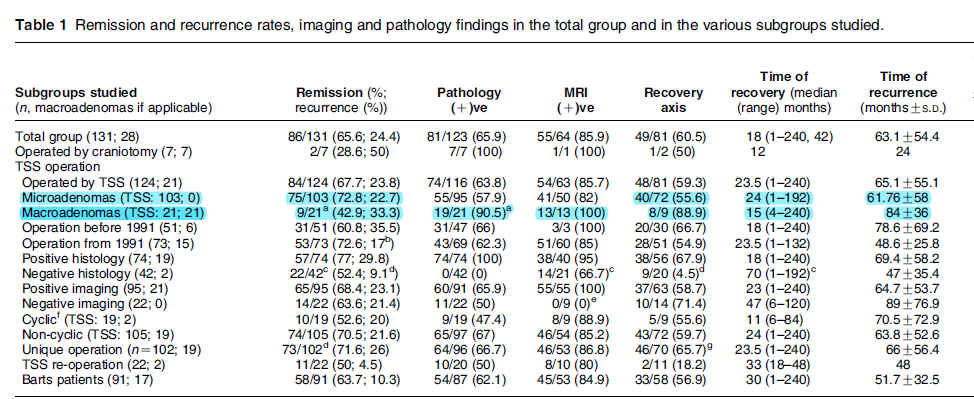 Table 1 Remission and recurrence rates, imaging and pathology findings in the total group and in the various subgroups studied.
Subgroups studied (n, macroadenomas if applicable) Remission (%; recurrence (%)) Pathology (+)ve MRI (+)ve Recovery axis Time of recovery (median (range) months) Time of recurrence (months±S.D.)
Total group (131; 28) 86/131 (65.6; 24.4) 81/123 (65.9) 55/64 (85.9) 49/81 (60.5) 18 (1–240, 42) 63.1±54.4
Operated by craniotomy (7; 7) 2/7 (28.6; 50) 7/7 (100) 1/1 (100) 1/2 (50) 12 24
TSS operation
Operated by TSS (124; 21) 84/124 (67.7; 23.8) 74/116 (63.8) 54/63 (85.7) 48/81 (59.3) 23.5 (1–240) 65.1±55.1
Microadenomas (TSS: 103; 0) 75/103 (72.8; 22.7) 55/95 (57.9) 41/50 (82) 40/72 (55.6) 24 (1–192) 61.76±58
Macroadenomas (TSS: 21; 21) 9/21a (42.9; 33.3) 19/21 (90.5)a 13/13 (100) 8/9 (88.9) 15 (4–240) 84±36
Operation before 1991 (51; 6) 31/51 (60.8; 35.5) 31/47 (66) 3/3 (100) 20/30 (66.7) 18 (1–240) 78.6±69.2
Operation from 1991 (73; 15) 53/73 (72.6; 17b) 51/73 (62.3) 51/60 (85) 28/51 (54.9) 23.5 (1–132) 48.6±25.8
Positive histology (74; 19) 57/74 (77; 29.8) 74/74 (100) 38/40 (95) 38/56 (67.9) 18 (1–240) 69.4±58.2
Negative histology (42; 2) 22/42c (52.4; 9.1d) 0/42 (0) 14/21 (66.7)c 9/20 (4.5)d 70 (1–192)c 47±35.4
Positive imaging (95; 21) 65/95 (68.4; 23.1) 60/91 (65.9) 55/55 (100) 37/63 (58.7) 23 (1–240) 64.7±53.7
Negative imaging (22; 0) 14/22 (63.6; 21.4) 11/22 (50) 0/9 (0)e 10/14 (71.4) 47 (6–120) 89±76.9
Cyclicf (TSS: 19; 2) 10/19 (52.6; 20) 9/19 (47.4) 8/9 (88.9) 5/9 (55.6) 11 (6–84) 70.5±72.9
Non-cyclic (TSS: 105; 19) 74/105 (70.5; 21.6) 65/97 (67) 46/54 (85.2) 43/72 (59.7) 24 (1–240) 63.8±52.6
Unique operation (n=102; 19) 73/102d (71.6; 26) 64/96 (66.7) 46/53 (86.8) 46/70 (65.7)g 23.5 (1–240) 66±56.4
TSS re-operation (22; 2) 11/22 (50; 4.5) 10/20 (50) 8/10 (80) 2/11 (18.2) 33 (18–48) 48
Barts patients (91; 17) 58/91 (63.7; 10.3) 54/87 (62.1) 45/53 (84.9) 33/58 (56.9) 30 (1–240) 51.7±32.5